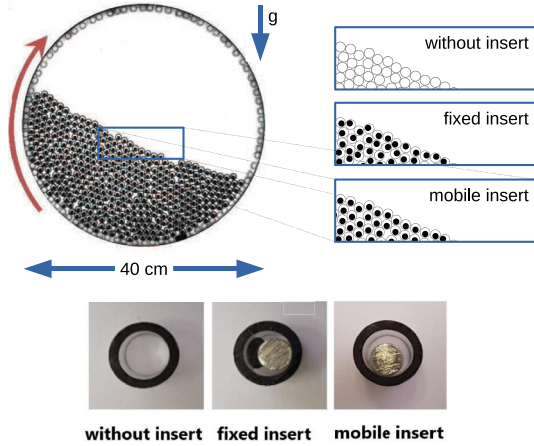 g
without insert
fixed insert
mobile insert
40 cm
without insert fixed insert mobile insert